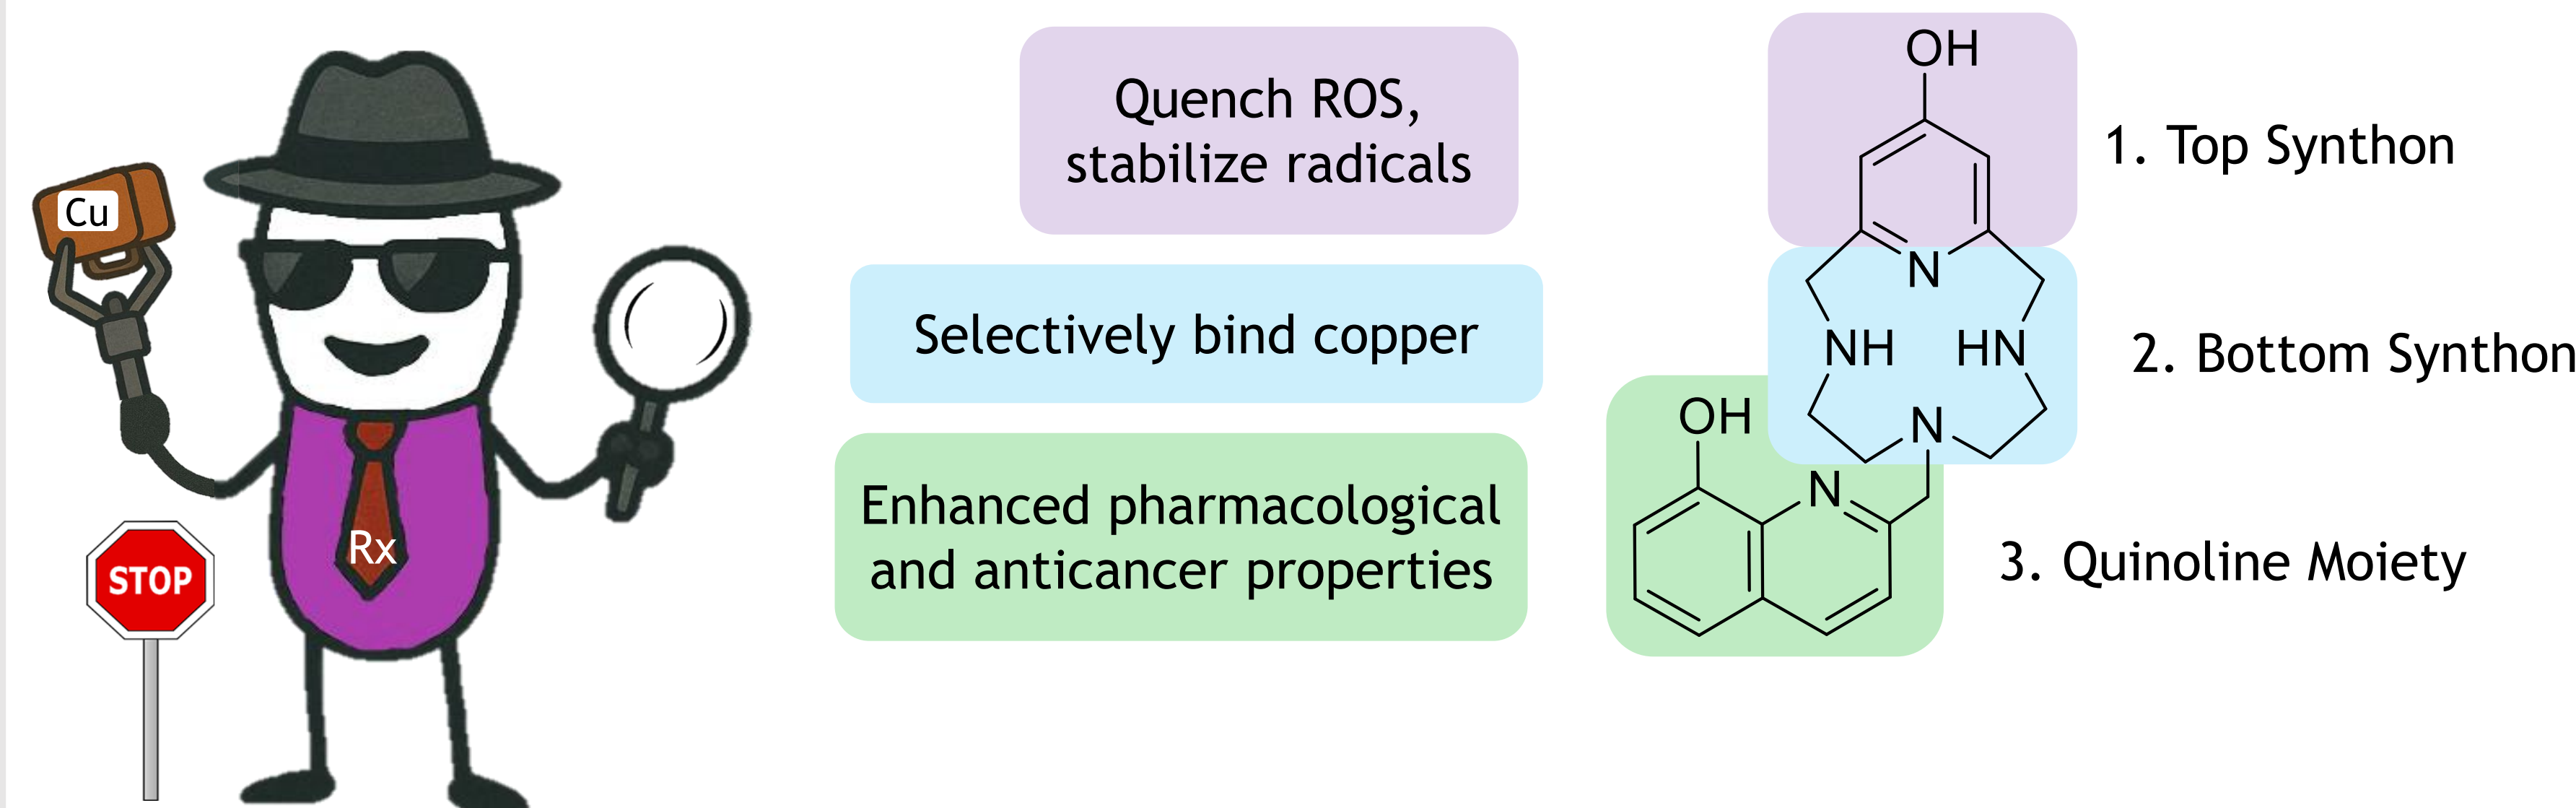 Cu
Rx
STOP
Quench ROS,
stabilize radicals
Selectively bind copper
Enhanced pharmacological
and anticancer properties
OH
N
NH HN
N
OH
N
1. Top Synthon
2. Bottom Synthon
3. Quinoline Moiety